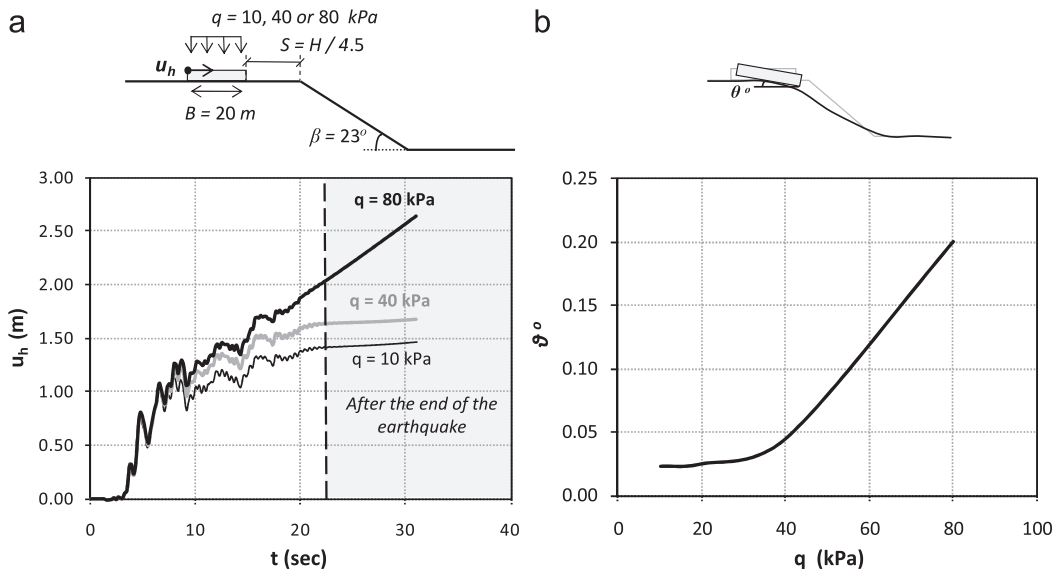 a
q = 10, 40 or 80 kPa
S = H / 4.5
u_h
B = 20 m
β = 23°
3.00
2.50
2.00
1.50
1.00
0.50
0.00
u_h (m)
q = 80 kPa
q = 40 kPa
q = 10 kPa
After the end of the
earthquake
0 10 20 30 40
t (sec)
b
θ °
0.25
0.20
0.15
0.10
0.05
0.00
ϑ °
0 20 40 60 80 100
q (kPa)